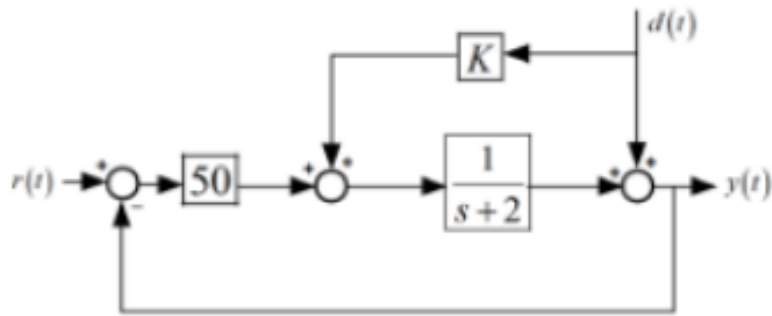 d(t)
K
r(t)
+
-
50
+
+
1
s+2
+
+
y(t)